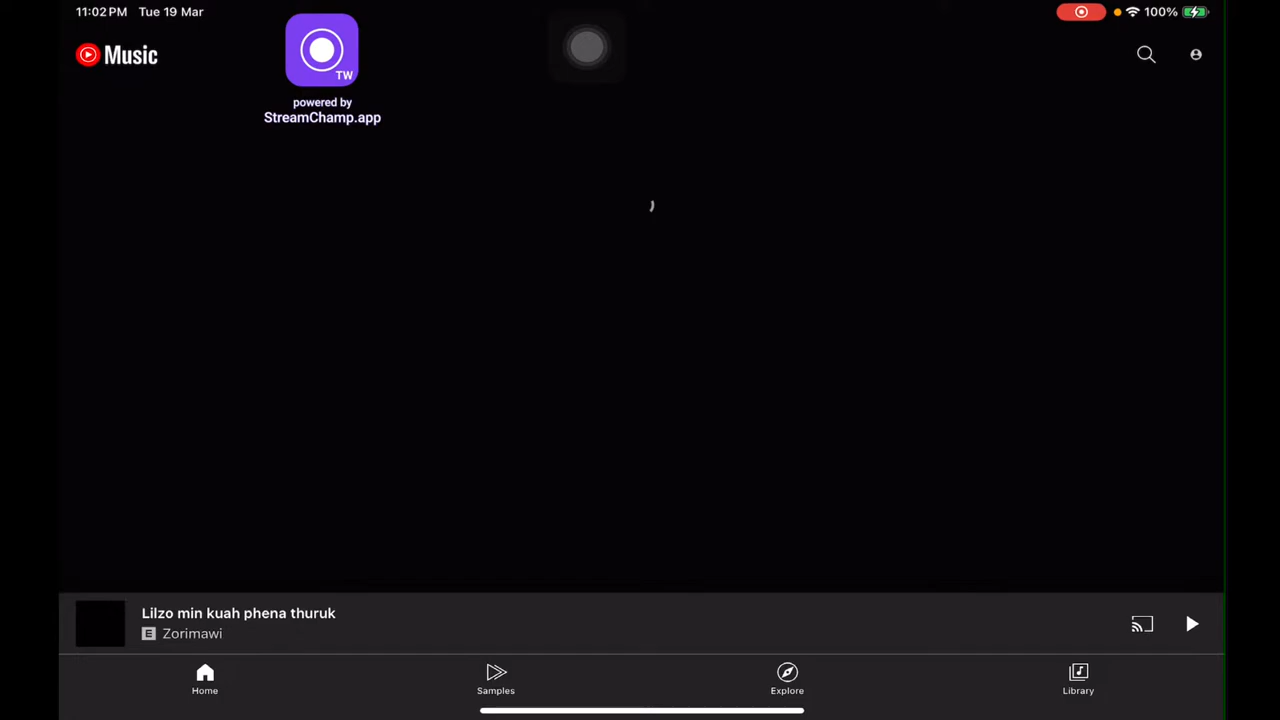 11:02 PM Tue 19 Mar
100%
Music
TW
powered by
StreamChamp.app
Lilzo min kuah phena thuruk
E Zorimawi
Home
Samples
Explore
Library